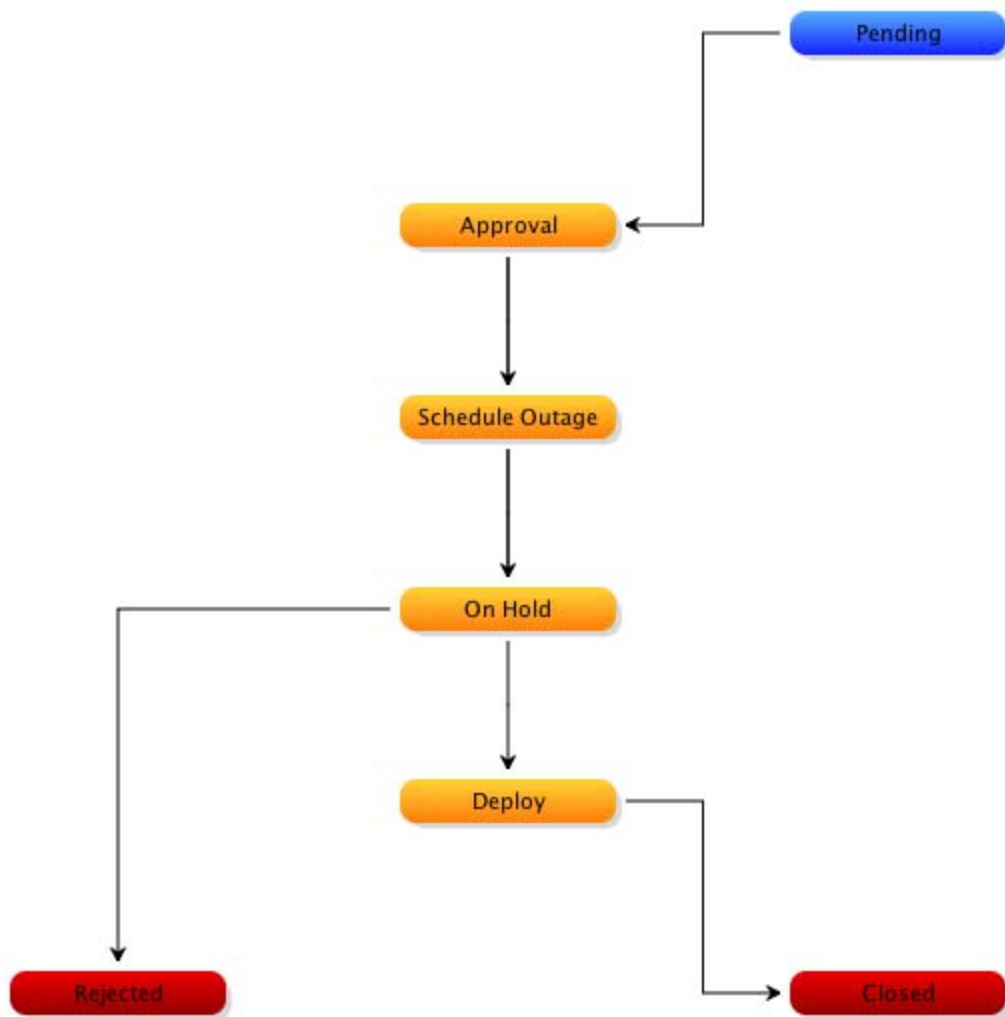 Pending
Approval
Schedule Outage
On Hold
Deploy
Rejected
Closed